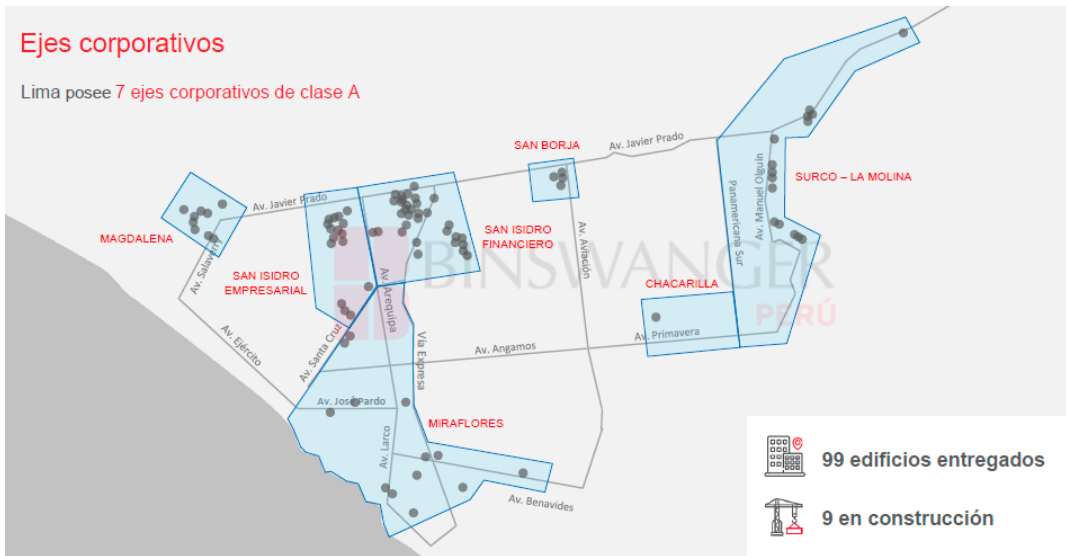 Ejes corporativos
Lima posee 7 ejes corporativos de clase A
SAN BORJA
Av. Javier Prado
SURCO – LA MOLINA
Av. Manuel Olguín
Panamericana Sur
Av. Javier Prado
MAGDALENA
Av. Salaverry
SAN ISIDRO
FINANCIERO
SAN ISIDRO
EMPRESARIAL
Av. Aviación
BINSWANGER
PERÚ
CHACARILLA
Av. Arequipa
Av. Primavera
Av. Ejército
Av. Santa Cruz
Vía Expresa
Av. Angamos
Av. José Pardo
MIRAFLORES
Av. Larco
Av. Benavides
99 edificios entregados
9 en construcción